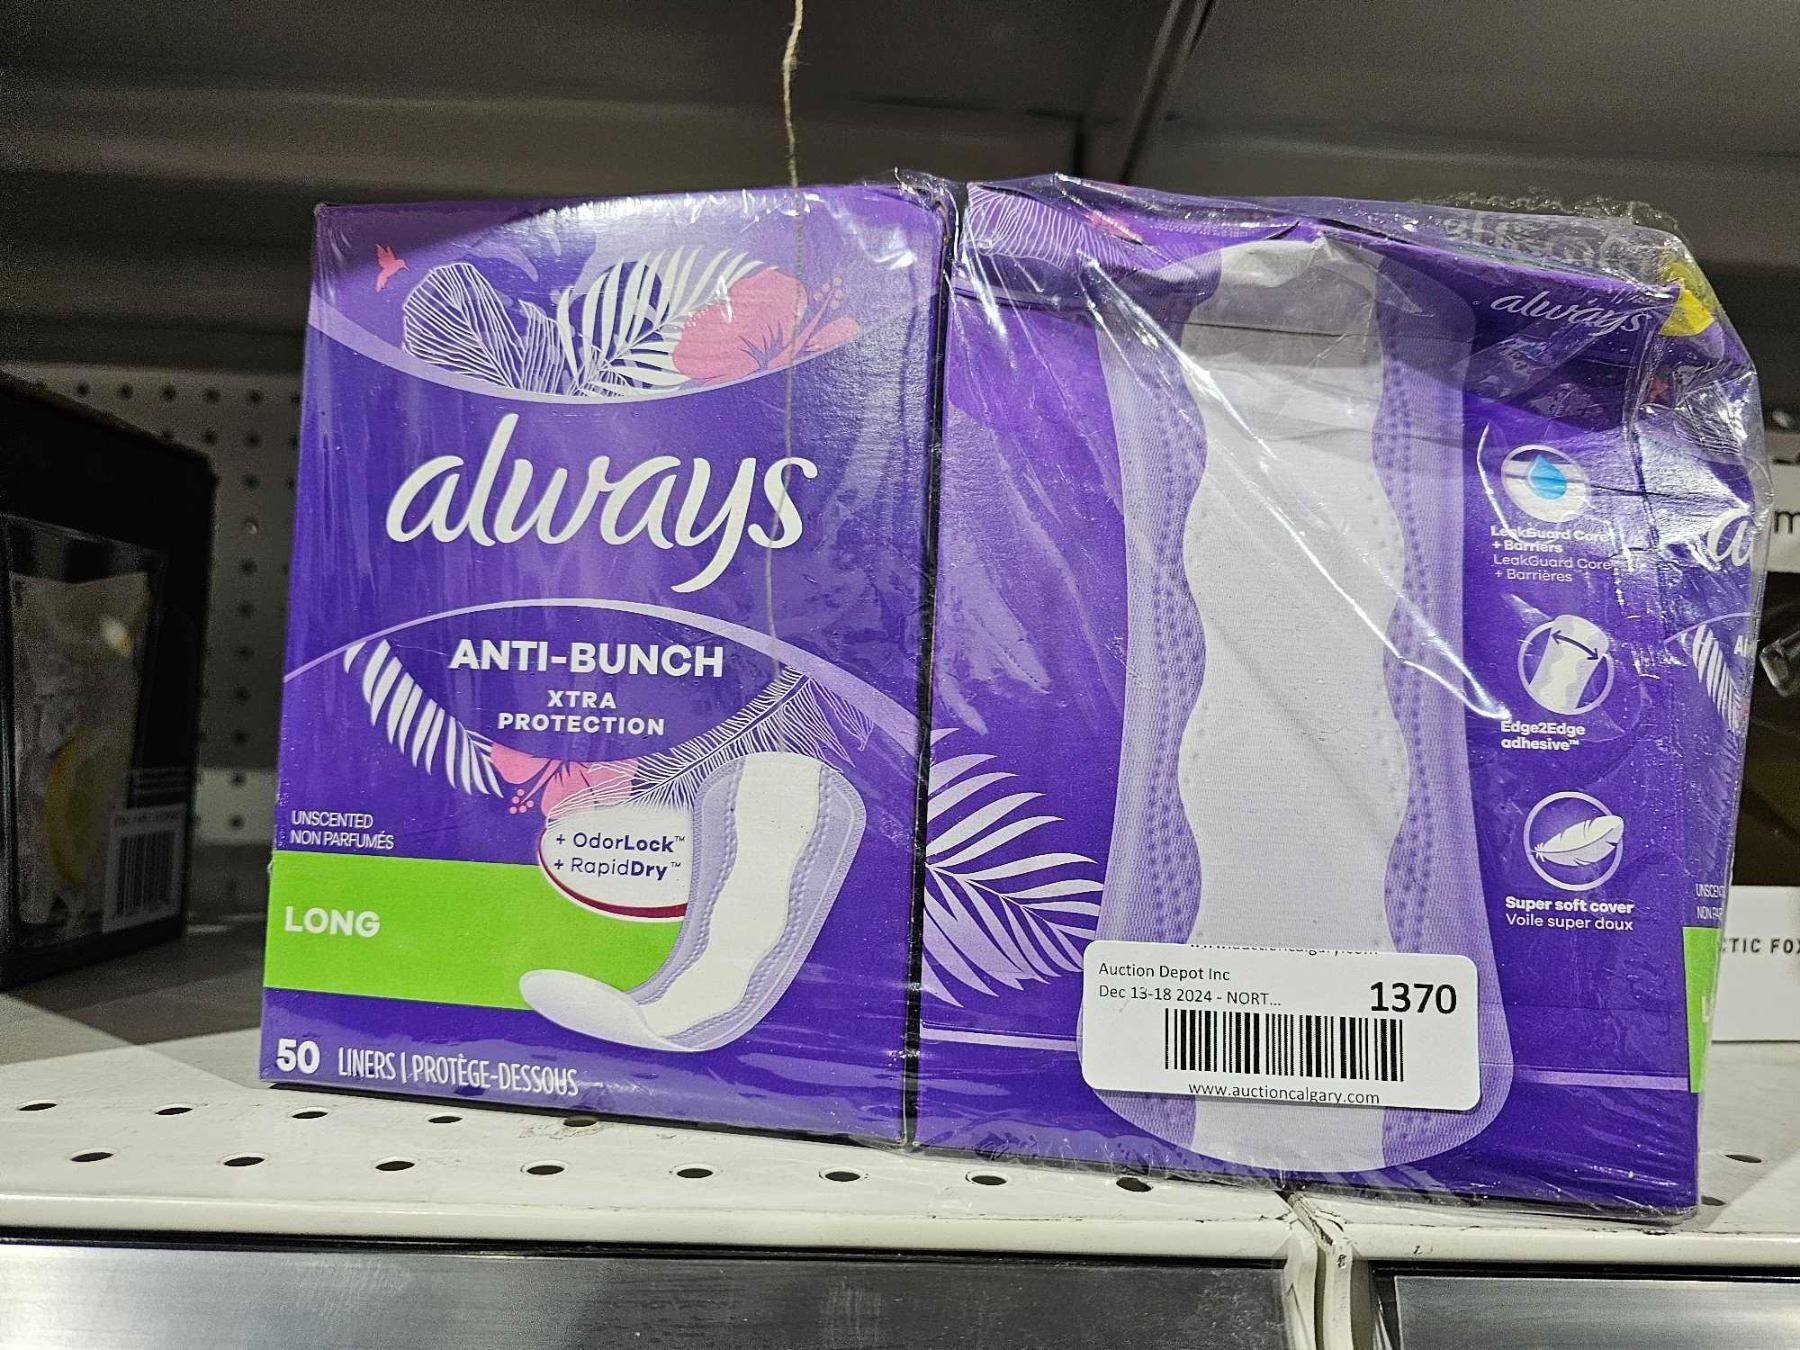 always
ANTI-BUNCH
XTRA
PROTECTION
UNSCENTED
NON PARFUMÉS
+ OdorLock™
+ RapidDry™
LONG
50 LINERS | PROTÈGE-DESSOUS
always
LeakGuard Core
+ Barriers
LeakGuard Core
+ Barrières
Edge2Edge
adhesive™
Super soft cover
Voile super doux
Auction Depot Inc
Dec 13-18 2024 - NORT...
1370
www.auctioncalgary.com
CTIC FOX